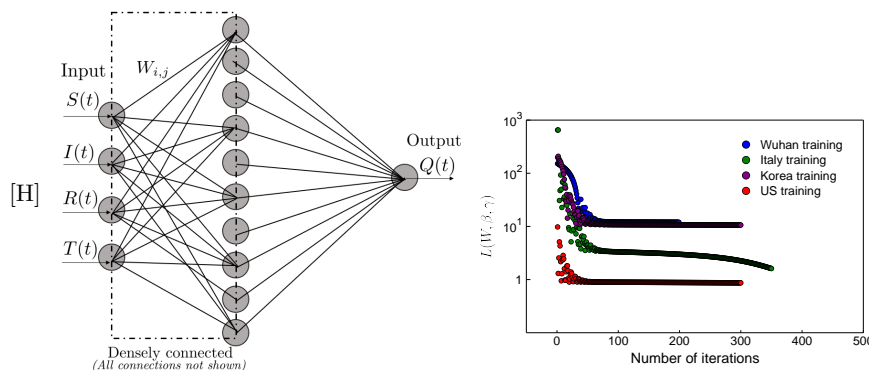 [H]
Input
W_{i,j}
S(t)
I(t)
R(t)
T(t)
Output
Q(t)
Densely connected
(All connections not shown)
L(W, β, γ)
10^3
10^2
10^1
1
0
100
200
300
400
500
Number of iterations
Wuhan training
Italy training
Korea training
US training